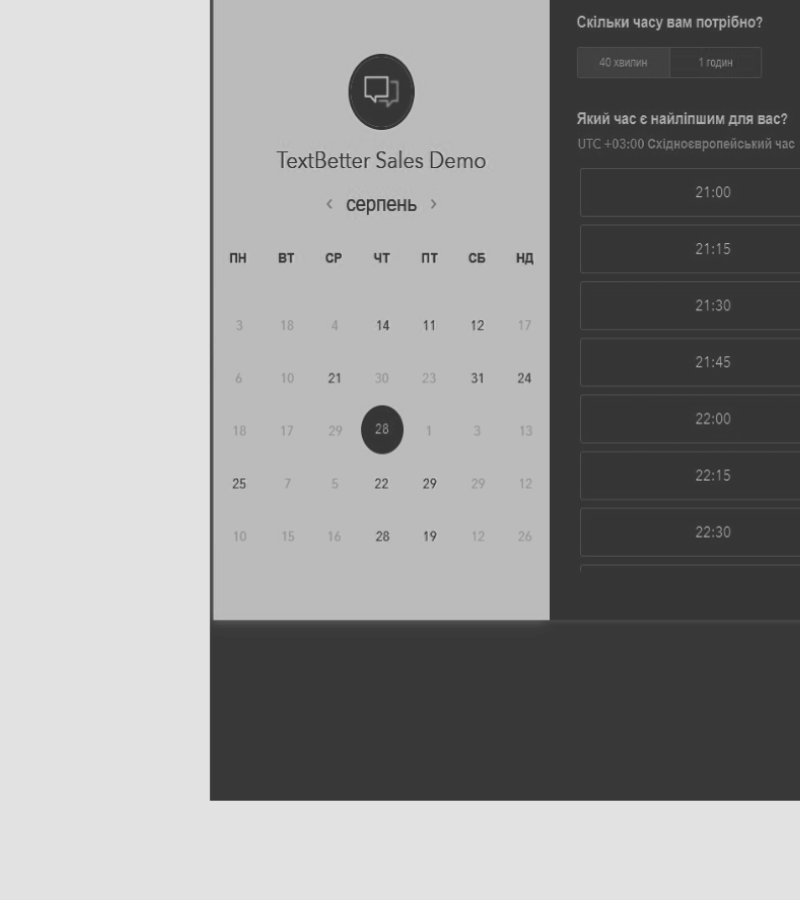 TextBetter Sales Demo
‹ серпень ›
ПН ВТ СР ЧТ ПТ СБ НД
3 18 4 14 11 12 17
6 10 21 30 23 31 24
18 17 29 28 1 3 13
25 7 5 22 29 29 12
10 15 16 28 19 12 26
Скільки часу вам потрібно?
40 хвилин 1 годин
Який час є найліпшим для вас?
UTC +03:00 Східноєвропейський час
21:00
21:15
21:30
21:45
22:00
22:15
22:30